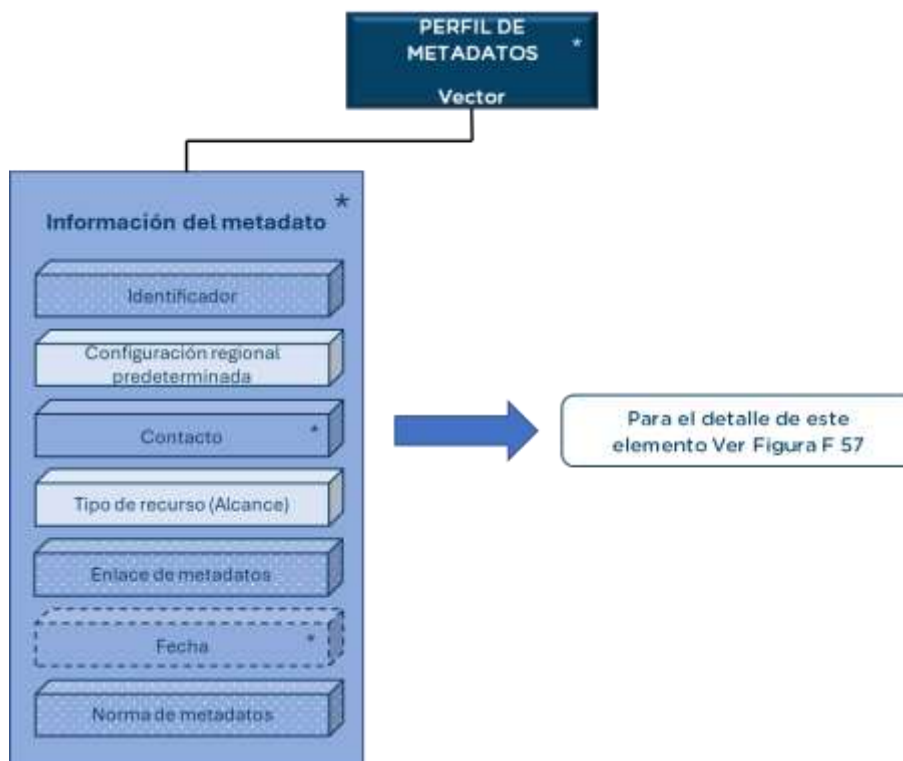 PERFIL DE
METADATOS *
Vector
Información del metadato *
Identificador
Configuración regional
predeterminada
Contacto *
Tipo de recurso (Alcance)
Enlace de metadatos
Fecha *
Norma de metadatos
Para el detalle de este
elemento Ver Figura F 57